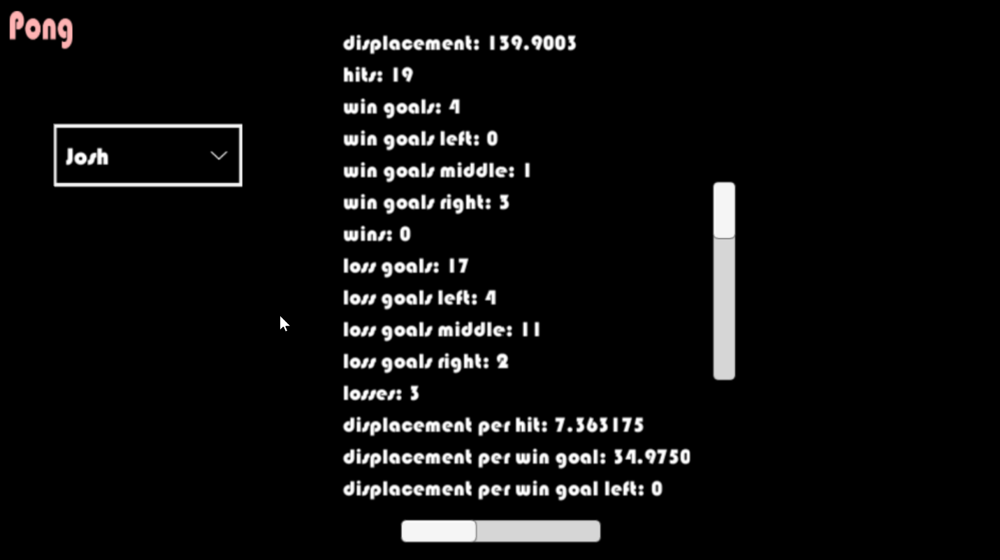 Pong
Josh
displacement: 139.9003
hits: 19
win goals: 4
win goals left: 0
win goals middle: 1
win goals right: 3
wins: 0
loss goals: 17
loss goals left: 4
loss goals middle: 11
loss goals right: 2
losses: 3
displacement per hit: 7.363175
displacement per win goal: 34.9750
displacement per win goal left: 0